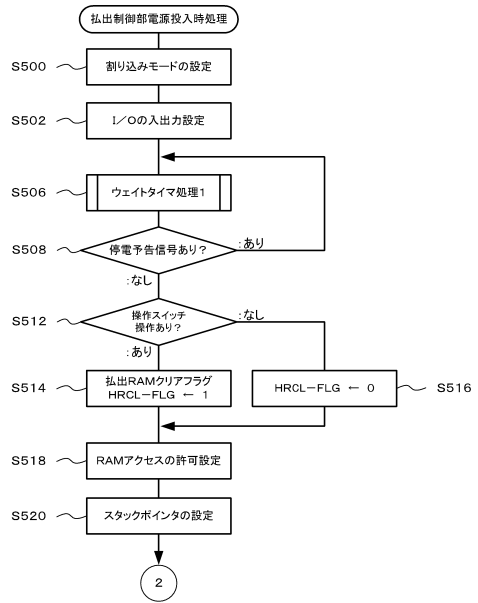 払出制御部電源投入時処理
S500
割り込みモードの設定
S502
I/Oの入出力設定
S506
ウェイトタイマ処理1
S508
停電予告信号あり？
:あり
:なし
S512
操作スイッチ
操作あり？
:なし
:あり
S514
払出RAMクリアフラグ
HRCL－FLG ← 1
HRCL－FLG ← 0
S516
S518
RAMアクセスの許可設定
S520
スタックポインタの設定
2